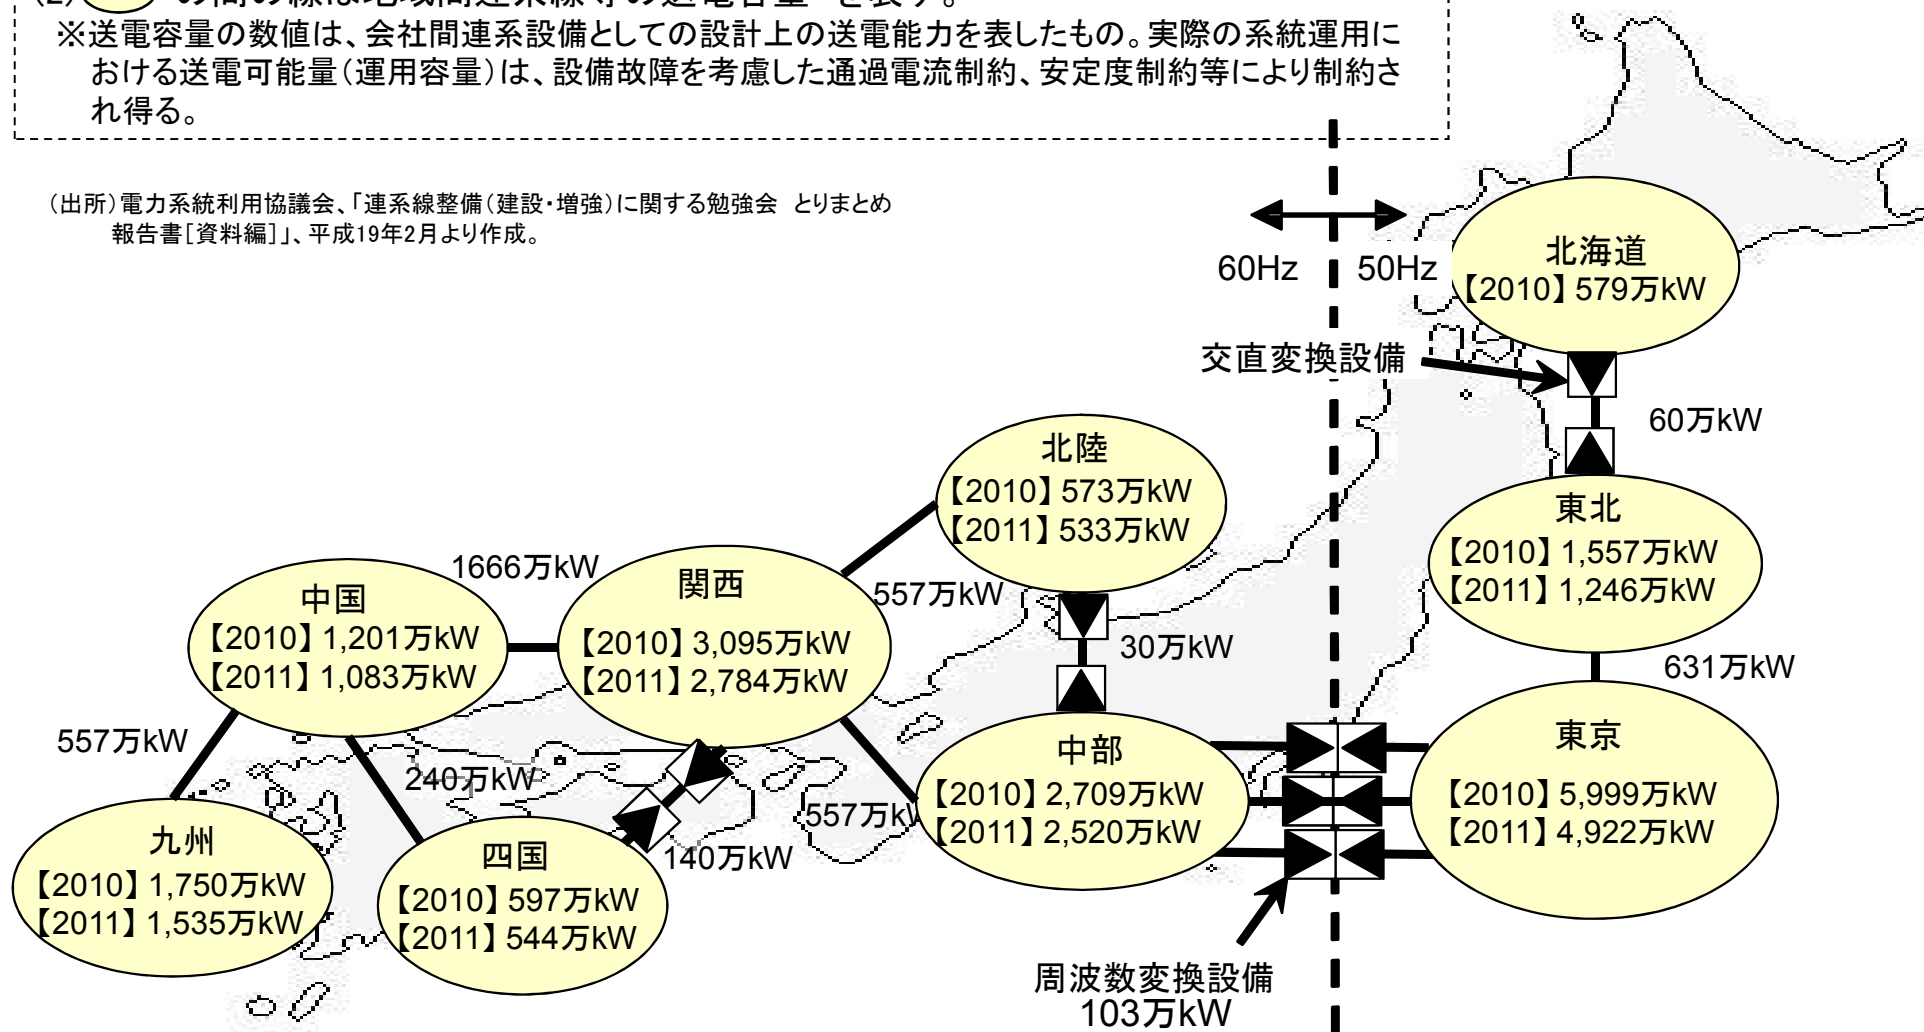 (2) の間の線は地域間連系線等の送電容量※を表す。
※送電容量の数値は、会社間連系設備としての設計上の送電能力を表したもの。実際の系統運用に
おける送電可能量(運用容量)は、設備故障を考慮した通過電流制約、安定度制約等により制約さ
れ得る。
(出所)電力系統利用協議会、「連系線整備(建設・増強)に関する勉強会 とりまとめ
報告書[資料編]」、平成19年2月より作成。
60Hz
50Hz
北海道
【2010】579万kW
交直変換設備
60万kW
北陸
【2010】573万kW
【2011】533万kW
東北
【2010】1,557万kW
【2011】1,246万kW
1666万kW
関西
【2010】3,095万kW
【2011】2,784万kW
557万kW
中国
【2010】1,201万kW
【2011】1,083万kW
30万kW
631万kW
557万kW
240万kW
中部
【2010】2,709万kW
【2011】2,520万kW
東京
【2010】5,999万kW
【2011】4,922万kW
557万k
九州
【2010】1,750万kW
【2011】1,535万kW
四国
【2010】597万kW
【2011】544万kW
140万kW
周波数変換設備
103万kW